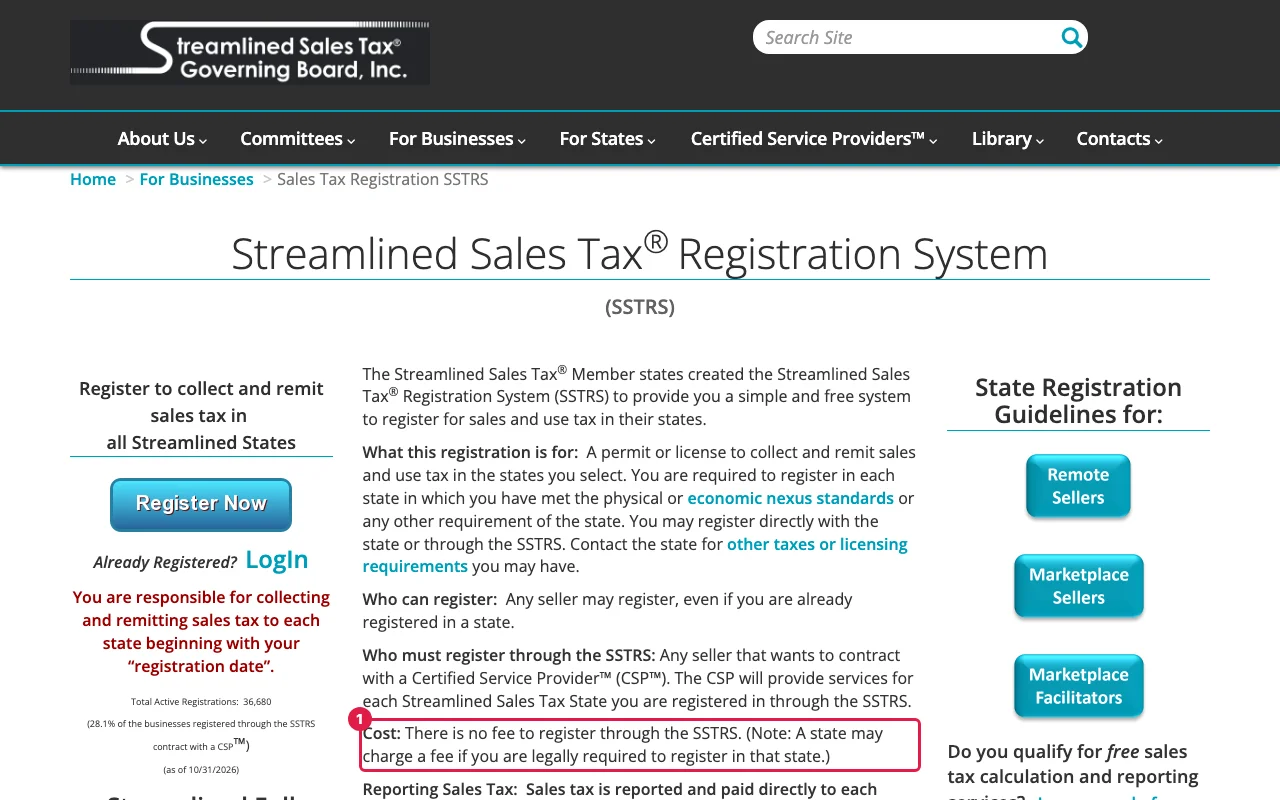 Streamlined Sales Tax®
Governing Board, Inc.
Search Site
About Us
Committees
For Businesses
For States
Certified Service Providers™
Library
Contacts
Home > For Businesses > Sales Tax Registration SSTRS
Streamlined Sales Tax® Registration System
(SSTRS)
Register to collect and remit
sales tax in
all Streamlined States
Register Now
Already Registered? LogIn
You are responsible for collecting
and remitting sales tax to each
state beginning with your
“registration date”.
Total Active Registrations: 36,680
(28.1% of the businesses registered through the SSTRS
contract with a CSP™)
(as of 10/31/2026)
The Streamlined Sales Tax® Member states created the Streamlined Sales
Tax® Registration System (SSTRS) to provide you a simple and free system
to register for sales and use tax in their states.
What this registration is for: A permit or license to collect and remit sales
and use tax in the states you select. You are required to register in each
state in which you have met the physical or economic nexus standards or
any other requirement of the state. You may register directly with the
state or through the SSTRS. Contact the state for other taxes or licensing
requirements you may have.
Who can register: Any seller may register, even if you are already
registered in a state.
Who must register through the SSTRS: Any seller that wants to contract
with a Certified Service Provider™ (CSP™). The CSP will provide services for
each Streamlined Sales Tax State you are registered in through the SSTRS.
1
Cost: There is no fee to register through the SSTRS. (Note: A state may
charge a fee if you are legally required to register in that state.)
Reporting Sales Tax: Sales tax is reported and paid directly to each
State Registration
Guidelines for:
Remote
Sellers
Marketplace
Sellers
Marketplace
Facilitators
Do you qualify for free sales
tax calculation and reporting